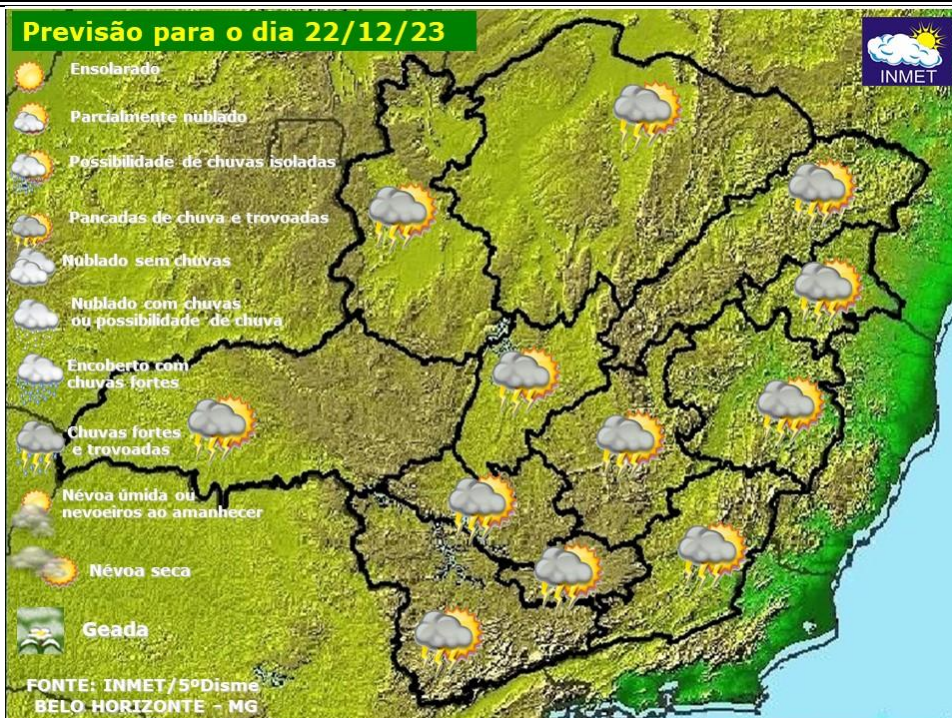 Previsão para o dia 22/12/23
INMET
Ensolarado
Parcialmente nublado
Possibilidade de chuvas isoladas
Pancadas de chuva e trovoadas
Nublado sem chuvas
Nublado com chuvas
ou possibilidade de chuva
Encoberto com
chuvas fortes
Chuvas fortes
e trovoadas
Névoa úmida ou
nevoeiros ao amanhecer
Névoa seca
Geada
FONTE: INMET/5ºDisme
BELO HORIZONTE - MG